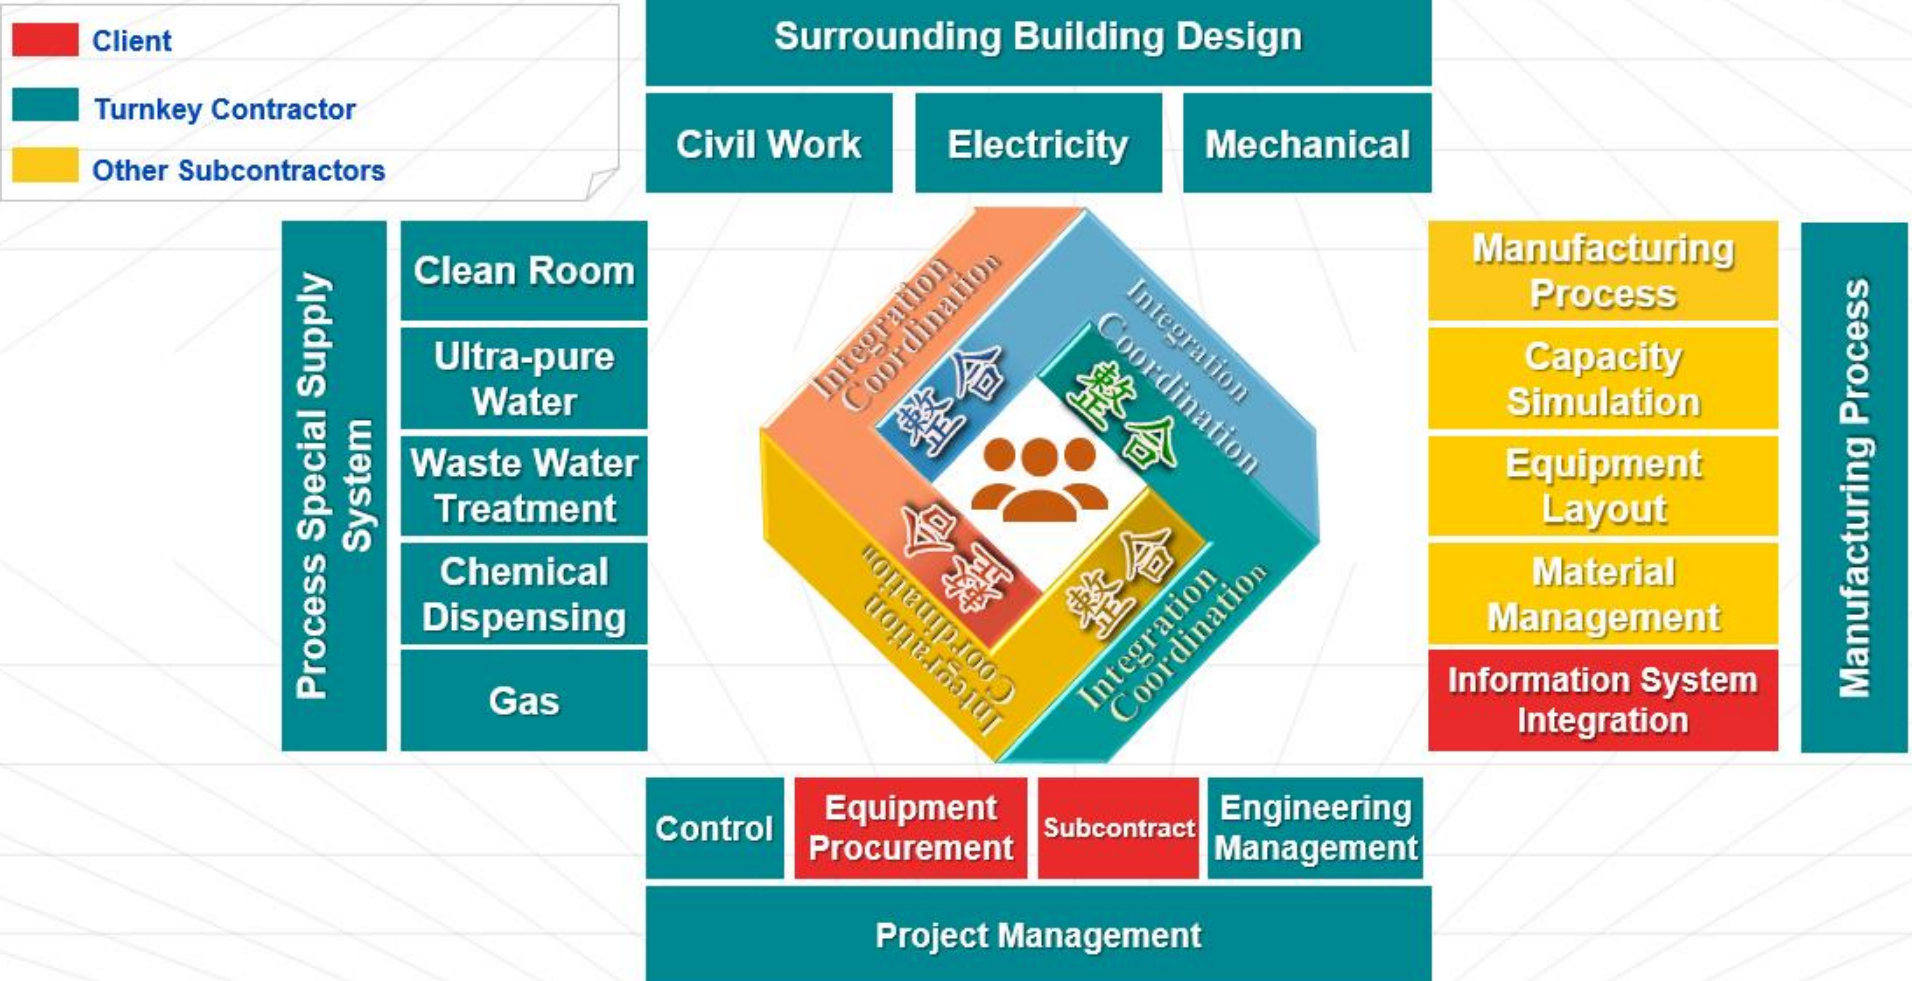 Client
Turnkey Contractor
Other Subcontractors
Surrounding Building Design
Civil Work
Electricity
Mechanical
Process Special Supply
System
Clean Room
Ultra-pure
Water
Waste Water
Treatment
Chemical
Dispensing
Gas
Integration
Coordination
整合
Integration
Coordination
整合
Integration
Coordination
整合
Integration
Coordination
整合
Manufacturing
Process
Capacity
Simulation
Equipment
Layout
Material
Management
Information System
Integration
Manufacturing Process
Control
Equipment
Procurement
Subcontract
Engineering
Management
Project Management